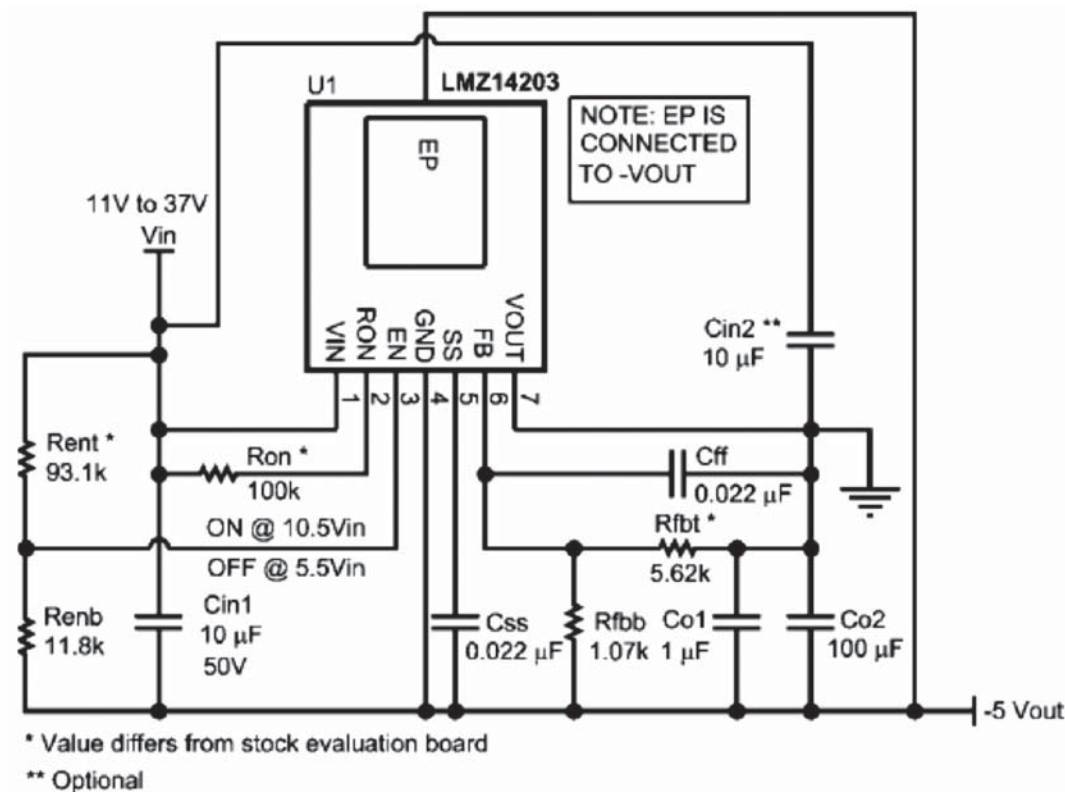 U1
LMZ14203
NOTE: EP IS
CONNECTED
TO -VOUT
EP
11V to 37V
Vin
VIN
RON
EN
GND
SS
FB
VOUT
1
2
3
4
5
6
7
Cin2 **
10 µF
Rent *
93.1k
Ron *
100k
Cff
0.022 µF
ON @ 10.5Vin
OFF @ 5.5Vin
Rfbt *
5.62k
Renb
11.8k
Cin1
10 µF
50V
Css
0.022 µF
Rfbb
1.07k
Co1
1 µF
Co2
100 µF
-5 Vout
* Value differs from stock evaluation board
** Optional